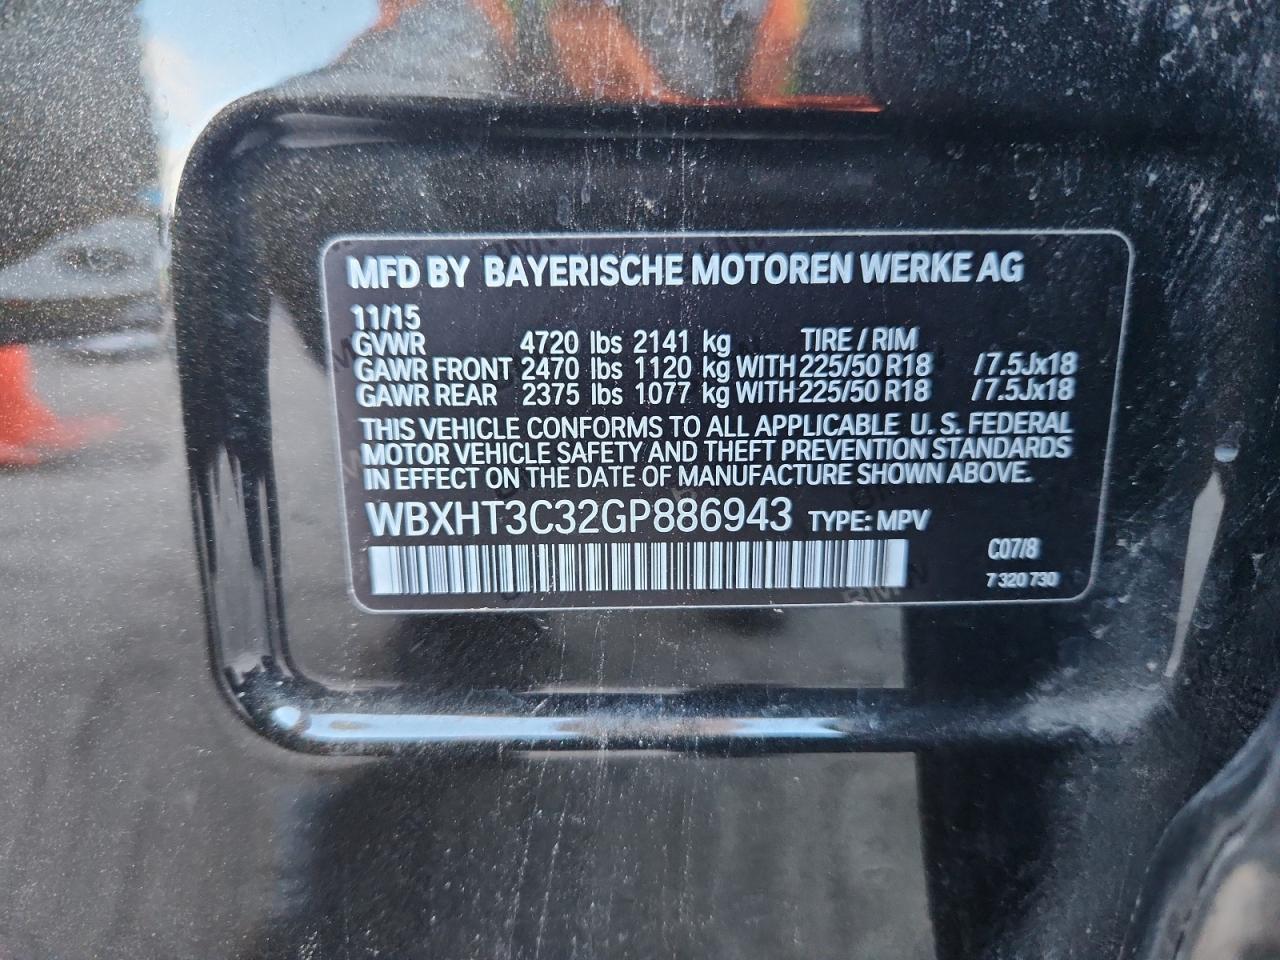 MFD BY BAYERISCHE MOTOREN WERKE AG
11/15
GVWR 4720 lbs 2141 kg TIRE / RIM
GAWR FRONT 2470 lbs 1120 kg WITH 225/50 R18 /7.5Jx18
GAWR REAR 2375 lbs 1077 kg WITH 225/50 R18 /7.5Jx18
THIS VEHICLE CONFORMS TO ALL APPLICABLE U. S. FEDERAL
MOTOR VEHICLE SAFETY AND THEFT PREVENTION STANDARDS
IN EFFECT ON THE DATE OF MANUFACTURE SHOWN ABOVE.
WBXHT3C32GP886943 TYPE: MPV
C07/8
7 320 730